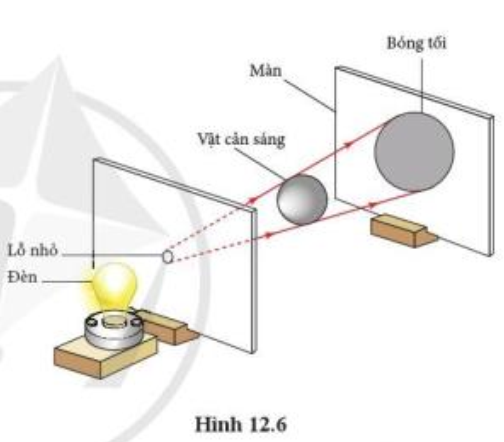 Bóng tối
Màn
Vật cản sáng
Lỗ nhỏ
Đèn
Hình 12.6